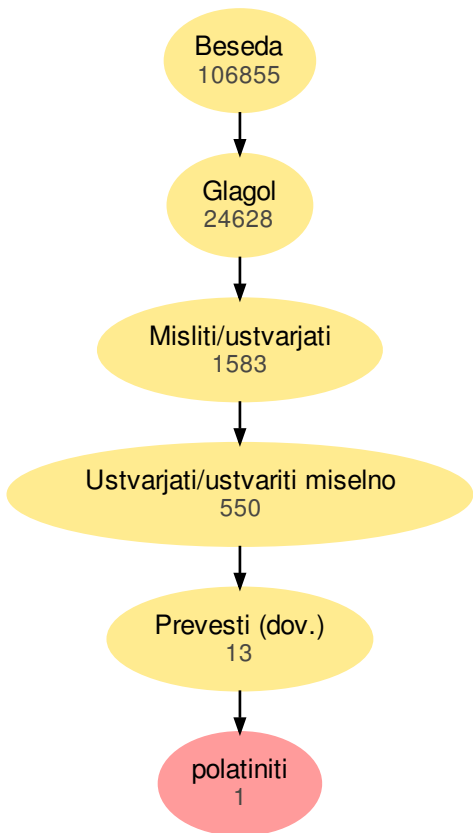 Beseda
106855
Glagol
24628
Misliti/ustvarjati
1583
Ustvarjati/ustvariti miselno
550
Prevesti (dov.)
13
polatiniti
1